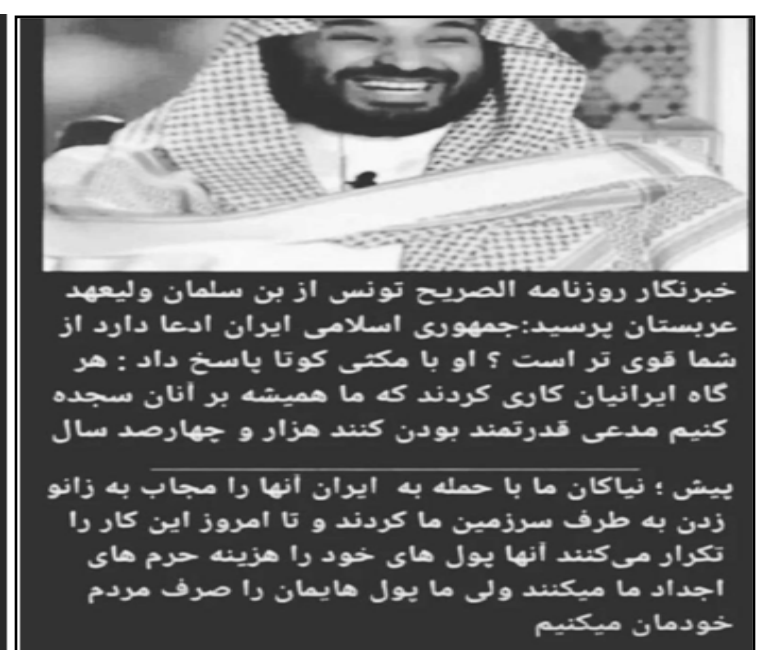 خبرنگار روزنامه الصریح تونس از بن سلمان ولیعهد
عربستان پرسید:جمهوری اسلامی ایران ادعا دارد از
شما قوی تر است ؟ او با مکثی کوتا پاسخ داد : هر
گاه ایرانیان کاری کردند که ما همیشه بر آنان سجده
کنیم مدعی قدرتمند بودن کنند هزار و چهارصد سال
پیش ؛ نیاکان ما با حمله به ایران آنها را مجاب به زانو
زدن به طرف سرزمین ما کردند و تا امروز این کار را
تکرار می‌کنند آنها پول های خود را هزینه حرم های
اجداد ما میکنند ولی ما پول هایمان را صرف مردم
خودمان میکنیم